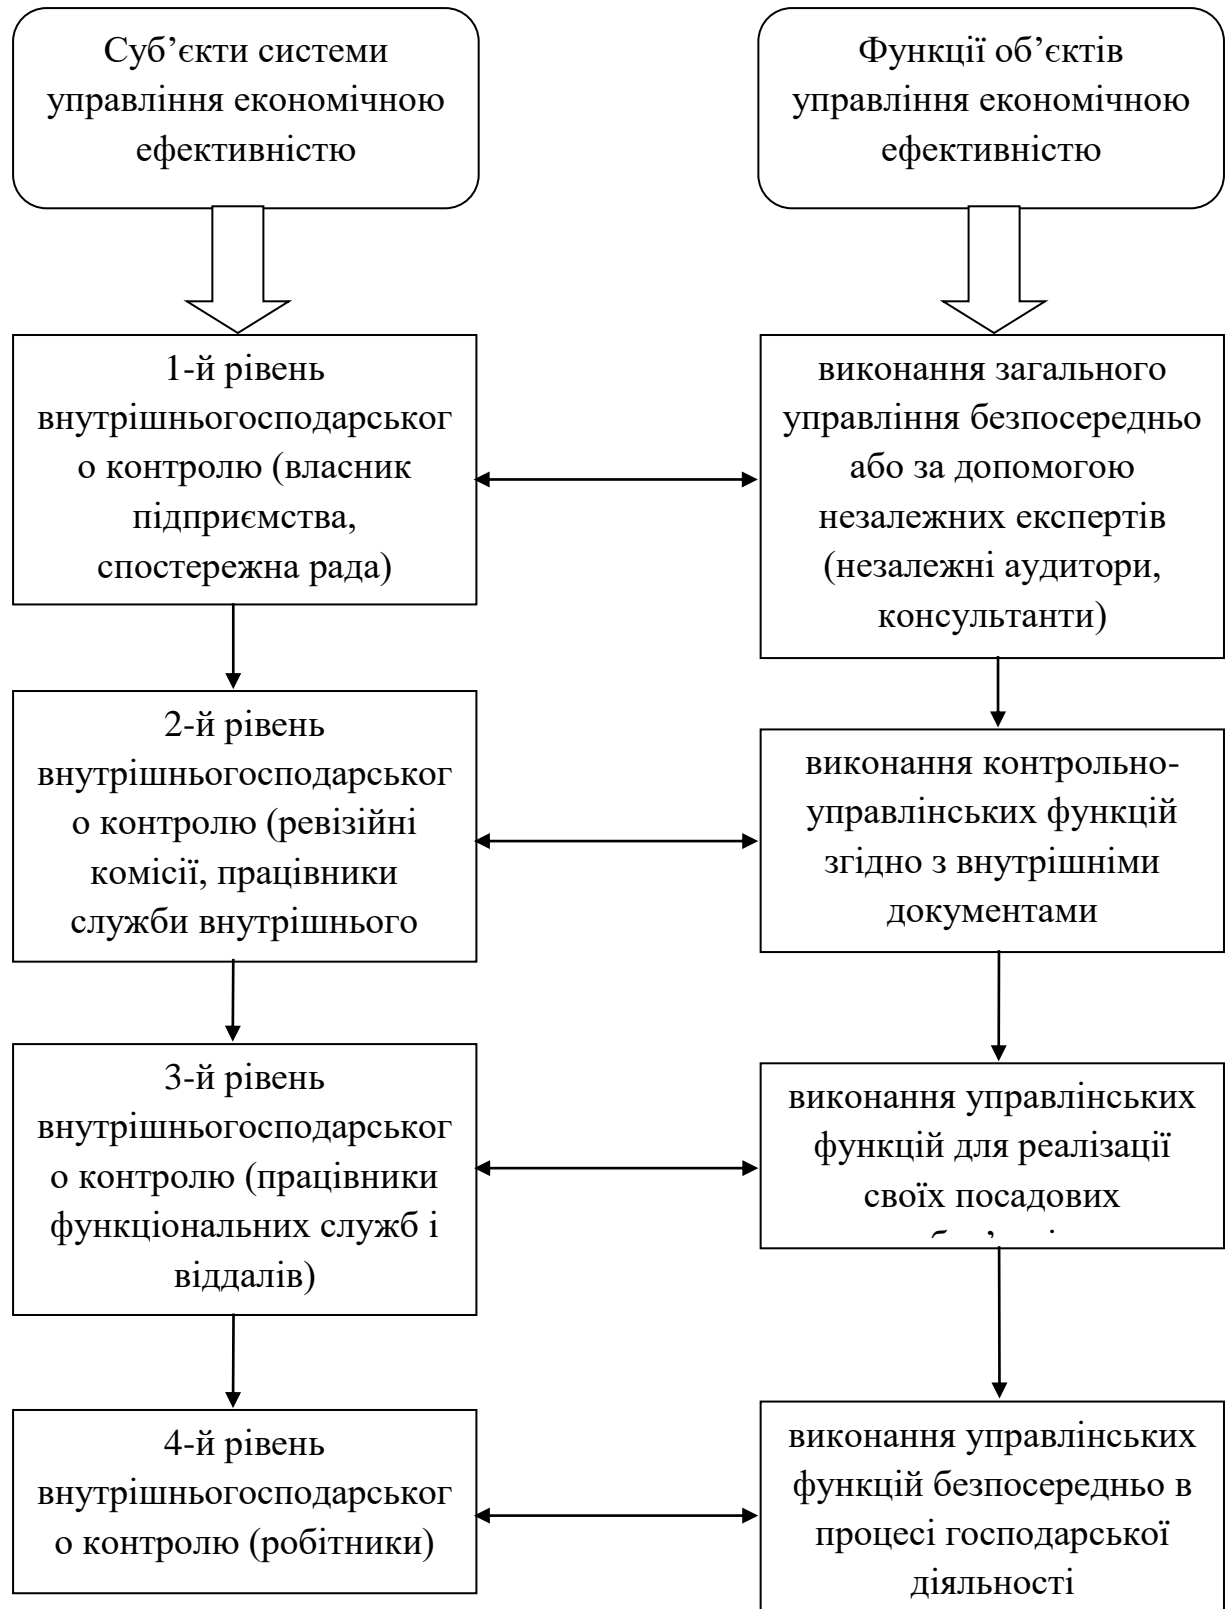 Суб’єкти системи
управління економічною
ефективністю
Функції об’єктів
управління економічною
ефективністю
1-й рівень
внутрішньогосподарськог
о контролю (власник
підприємства,
спостережна рада)
виконання загального
управління безпосередньо
або за допомогою
незалежних експертів
(незалежні аудитори,
консультанти)
2-й рівень
внутрішньогосподарськог
о контролю (ревізійні
комісії, працівники
служби внутрішнього
виконання контрольно-
управлінських функцій
згідно з внутрішніми
документами
3-й рівень
внутрішньогосподарськог
о контролю (працівники
функціональних служб і
віддалів)
виконання управлінських
функцій для реалізації
своїх посадових
4-й рівень
внутрішньогосподарськог
о контролю (робітники)
виконання управлінських
функцій безпосередньо в
процесі господарської
діяльності